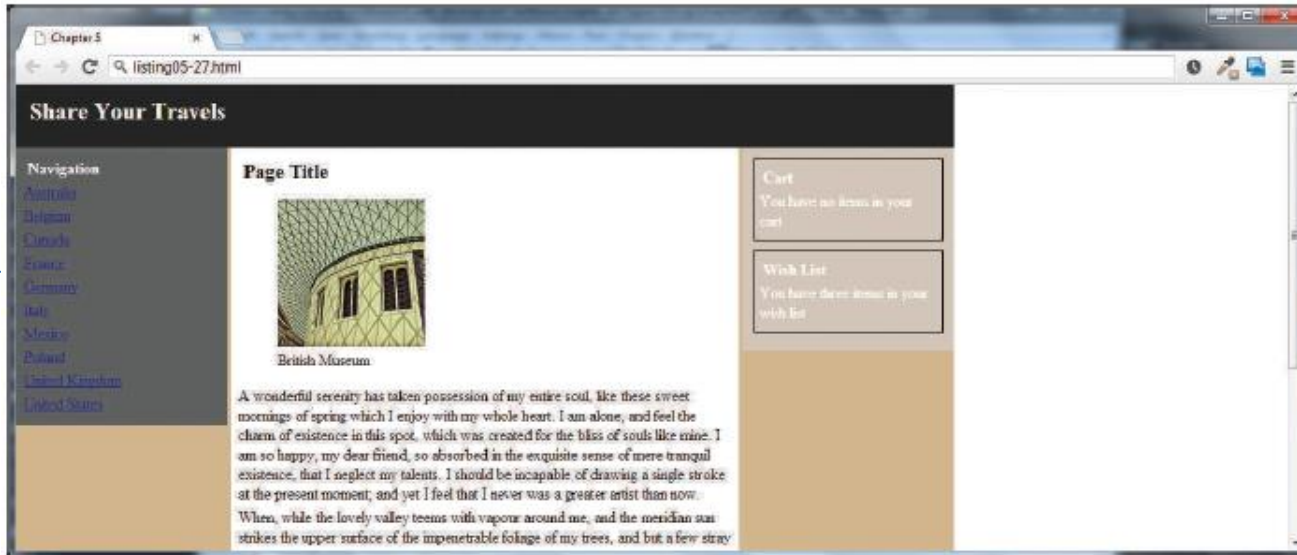 Chapter 5
listing05-27.html
Share Your Travels
Navigation
Australia
Belgium
Canada
France
Germany
Italy
Mexico
Poland
United Kingdom
United States
Page Title
British Museum
A wonderful serenity has taken possession of my entire soul, like these sweet
mornings of spring which I enjoy with my whole heart. I am alone, and feel the
charm of existence in this spot, which was created for the bliss of souls like mine. I
am so happy, my dear friend, so absorbed in the exquisite sense of mere tranquil
existence, that I neglect my talents. I should be incapable of drawing a single stroke
at the present moment; and yet I feel that I never was a greater artist than now.
When, while the lovely valley teems with vapour around me, and the meridian sun
strikes the upper surface of the impenetrable foliage of my trees, and but a few stray
Cart
You have no items in your
cart
Wish List
You have three items in your
wish list